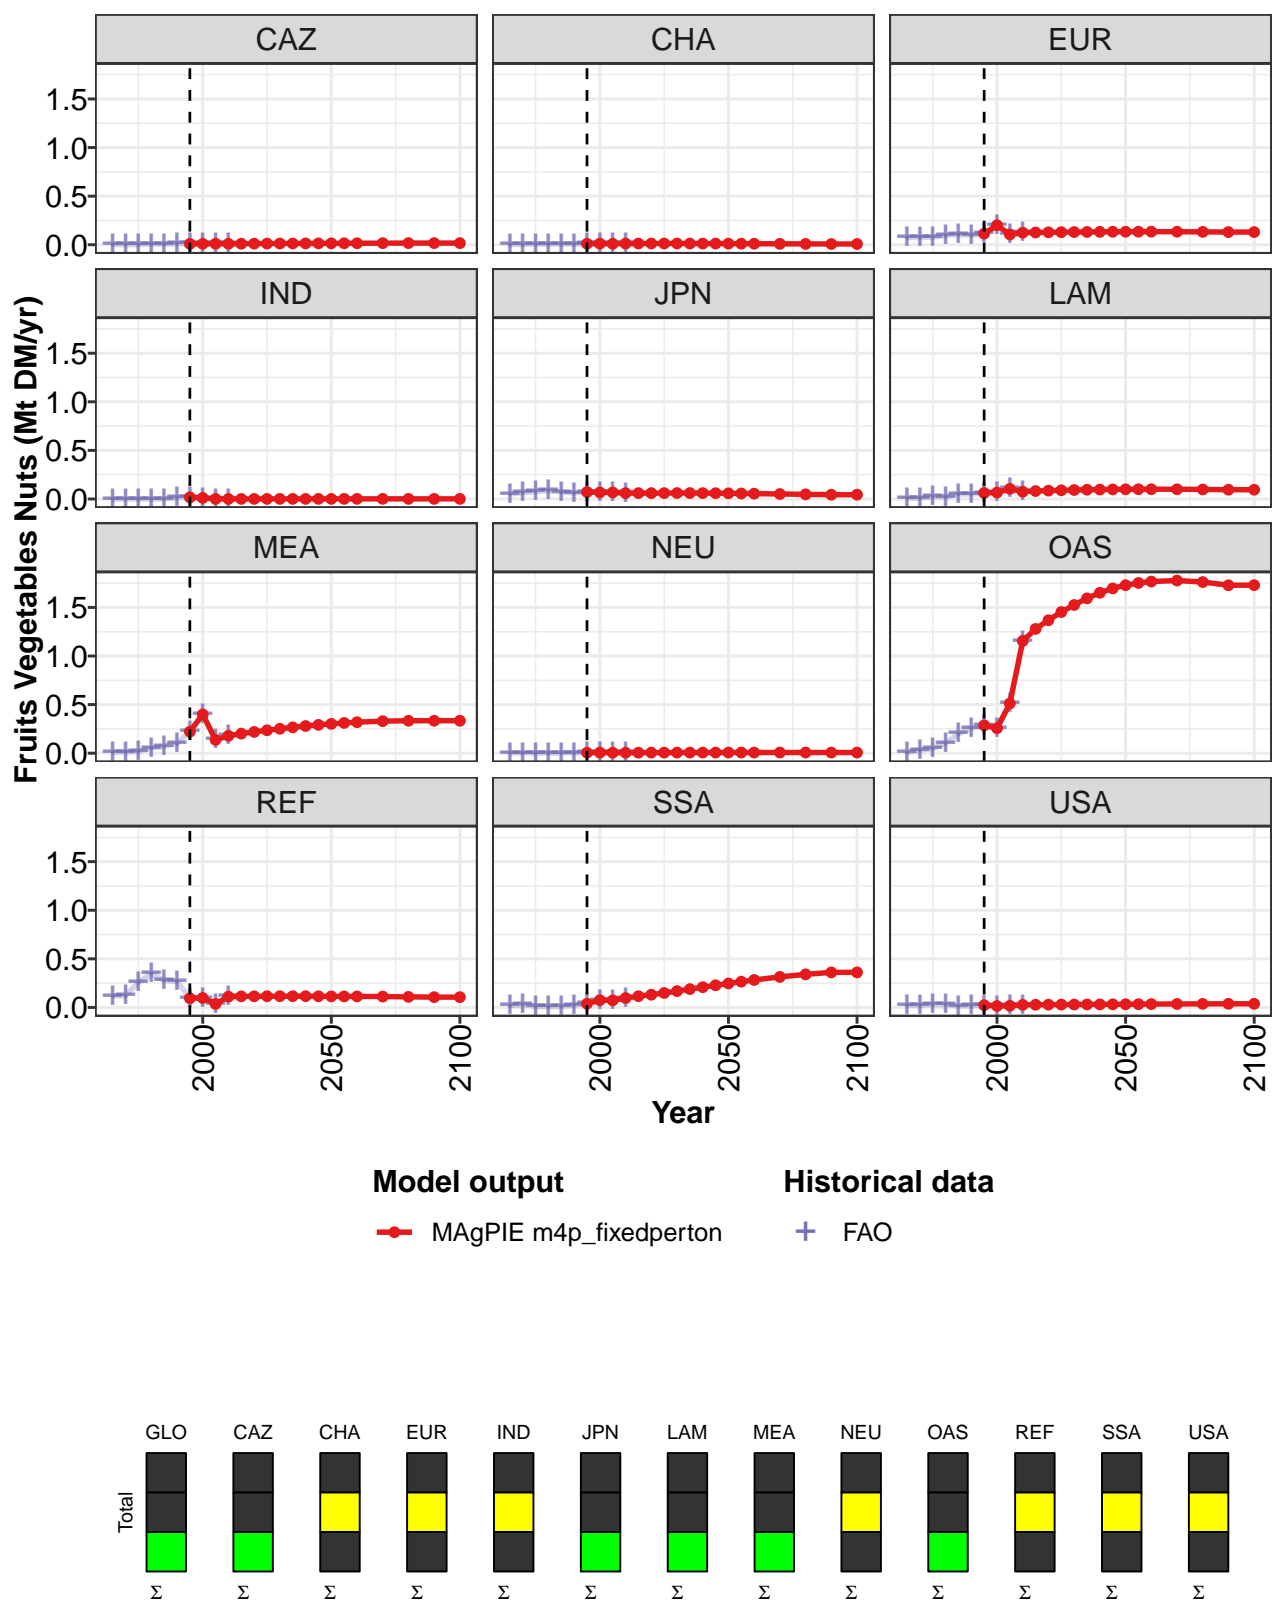 CAZ CHA EUR
1.5
1.0
0.5
0.0
IND JPN LAM
1.5
1.0
0.5
0.0
MEA NEU OAS
1.5
1.0
0.5
0.0
REF SSA USA
1.5
1.0
0.5
0.0
Fruits Vegetables Nuts (Mt DM/yr)
2000 2050 2100 2000 2050 2100 2000 2050 2100
Year
Model output Historical data
MAgPIE m4p_fixedperton FAO
GLO CAZ CHA EUR IND JPN LAM MEA NEU OAS REF SSA USA
Total
Σ Σ Σ Σ Σ Σ Σ Σ Σ Σ Σ Σ Σ